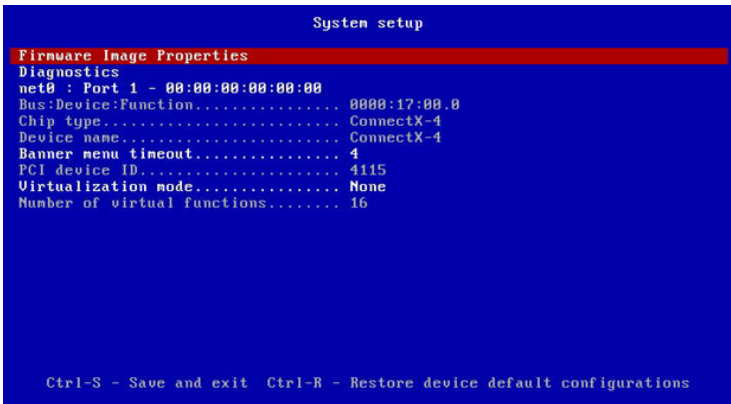 System setup
Firmware Image Properties
Diagnostics
net0 : Port 1 - 00:00:00:00:00:00
Bus:Device:Function................ 0000:17:00.0
Chip type.......................... ConnectX-4
Device name........................ ConnectX-4
Banner menu timeout................ 4
PCI device ID...................... 4115
Virtualization mode................ None
Number of virtual functions........ 16
Ctrl-S - Save and exit  Ctrl-R - Restore device default configurations